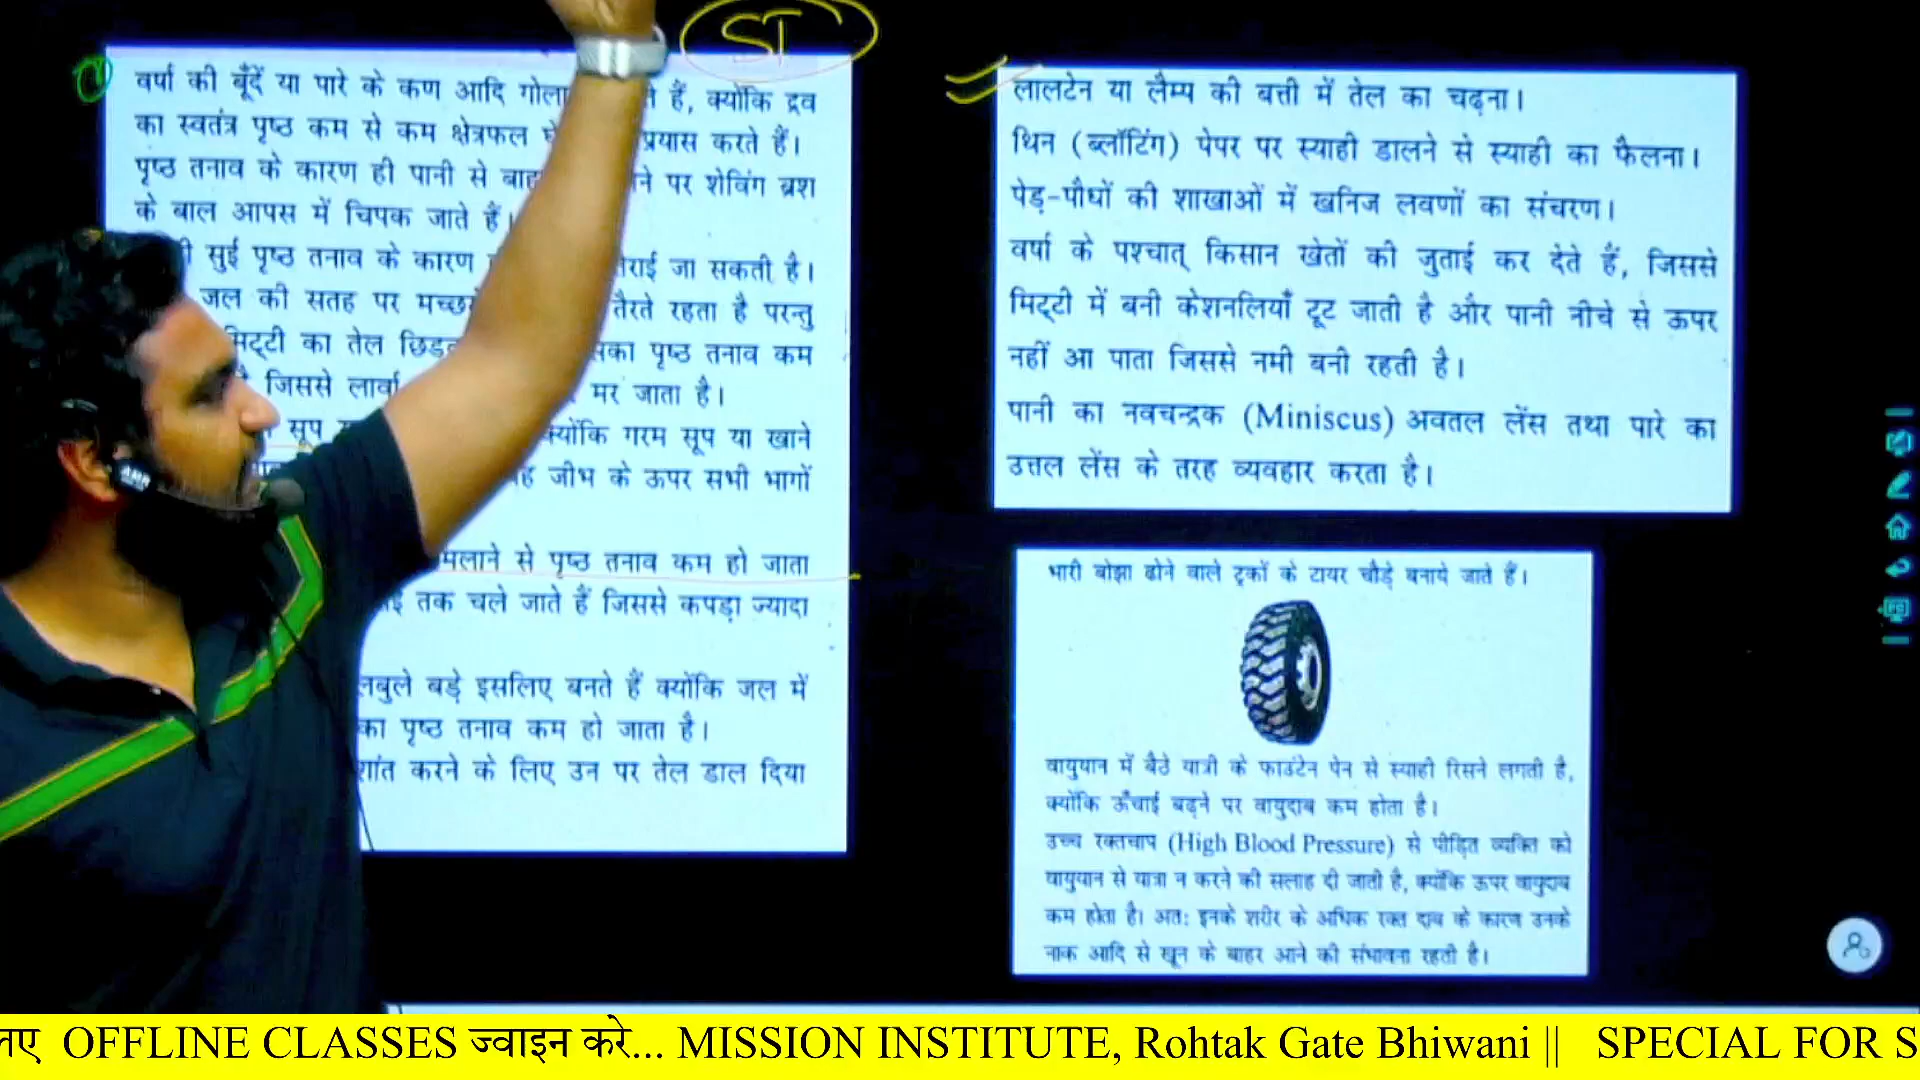 ST
वर्षा की बूँदें या पारे के कण आदि गोला हैं, क्योंकि द्रव
का स्वतंत्र पृष्ठ कम से कम क्षेत्रफल प्रयास करते हैं।
पृष्ठ तनाव के कारण ही पानी से बाह ने पर शेविंग ब्रश
के बाल आपस में चिपक जाते हैं।
सुई पृष्ठ तनाव के कारण तैराई जा सकती है।
जल की सतह पर मच्छ तैरते रहता है परन्तु
मिट्टी का तेल छिड़ पृष्ठ तनाव कम
जिससे लार्वा मर जाता है।
सूप क्योंकि गरम सूप या खाने
जीभ के ऊपर सभी भागों
मलाने से पृष्ठ तनाव कम हो जाता
तक चले जाते हैं जिससे कपड़ा ज्यादा
लबुले बड़े इसलिए बनते हैं क्योंकि जल में
का पृष्ठ तनाव कम हो जाता है।
शांत करने के लिए उन पर तेल डाल दिया
लालटेन या लैम्प की बत्ती में तेल का चढ़ना।
थिन (ब्लॉटिंग) पेपर पर स्याही डालने से स्याही का फैलना।
पेड़-पौधों की शाखाओं में खनिज लवणों का संचरण।
वर्षा के पश्चात् किसान खेतों की जुताई कर देते हैं, जिससे
मिट्टी में बनी केशनलियाँ टूट जाती है और पानी नीचे से ऊपर
नहीं आ पाता जिससे नमी बनी रहती है।
पानी का नवचन्द्रक (Miniscus) अवतल लेंस तथा पारे का
उत्तल लेंस के तरह व्यवहार करता है।
भारी बोझा ढोने वाले ट्रकों के टायर चौड़े बनाये जाते हैं।
वायुयान में बैठे यात्री के फाउंटेन पेन से स्याही रिसने लगती है,
क्योंकि ऊँचाई बढ़ने पर वायुदाब कम होता है।
उच्च रक्तचाप (High Blood Pressure) से पीड़ित व्यक्ति को
वायुयान से यात्रा न करने की सलाह दी जाती है, क्योंकि ऊपर वायुदाब
कम होता है। अत: इनके शरीर के अधिक रक्त दाब के कारण उनके
नाक आदि से खून के बाहर आने की संभावना रहती है।
लिए OFFLINE CLASSES ज्वाइन करे... MISSION INSTITUTE, Rohtak Gate Bhiwani || SPECIAL FOR S